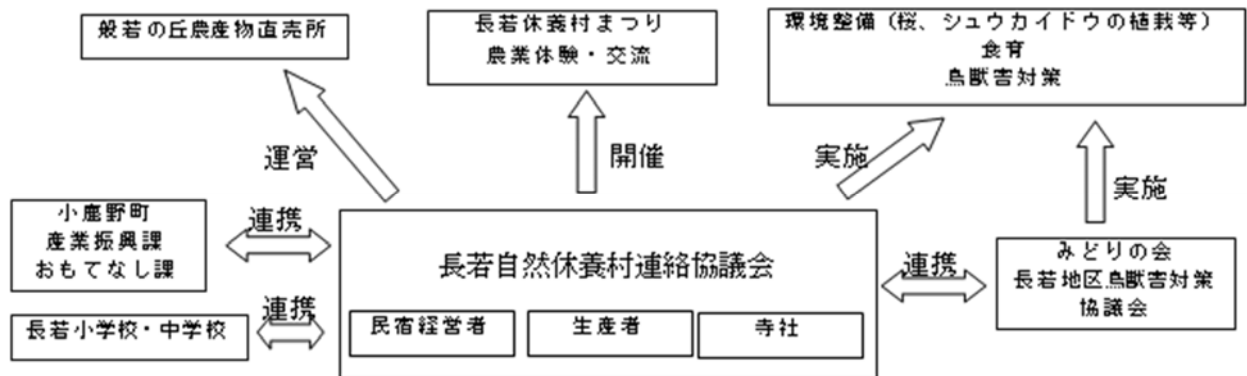 般若の丘農産物直売所
長若休養村まつり
農業体験・交流
環境整備（桜、シュウカイドウの植栽等）
食育
鳥獣害対策
運営
開催
実施
実施
小鹿野町
産業振興課
おもてなし課
連携
長若自然休養村連絡協議会
連携
みどりの会
長若地区鳥獣害対策
協議会
長若小学校・中学校
連携
民宿経営者
生産者
寺社